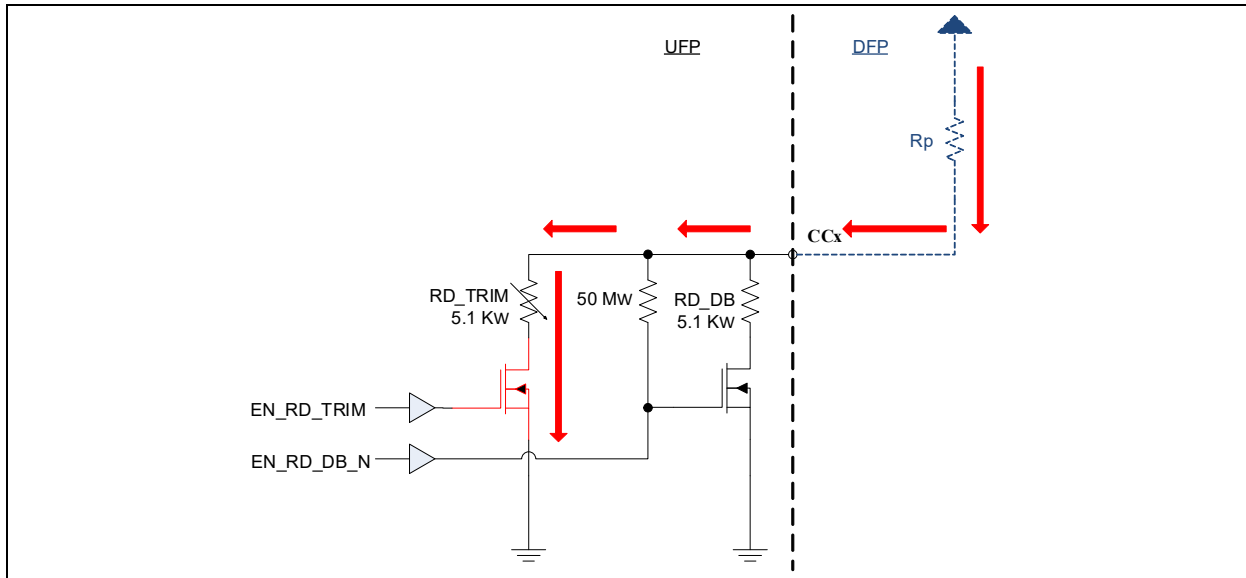 UFP
DFP
Rp
CCx
RD_TRIM
5.1 KW
50 MW
RD_DB
5.1 KW
EN_RD_TRIM
EN_RD_DB_N